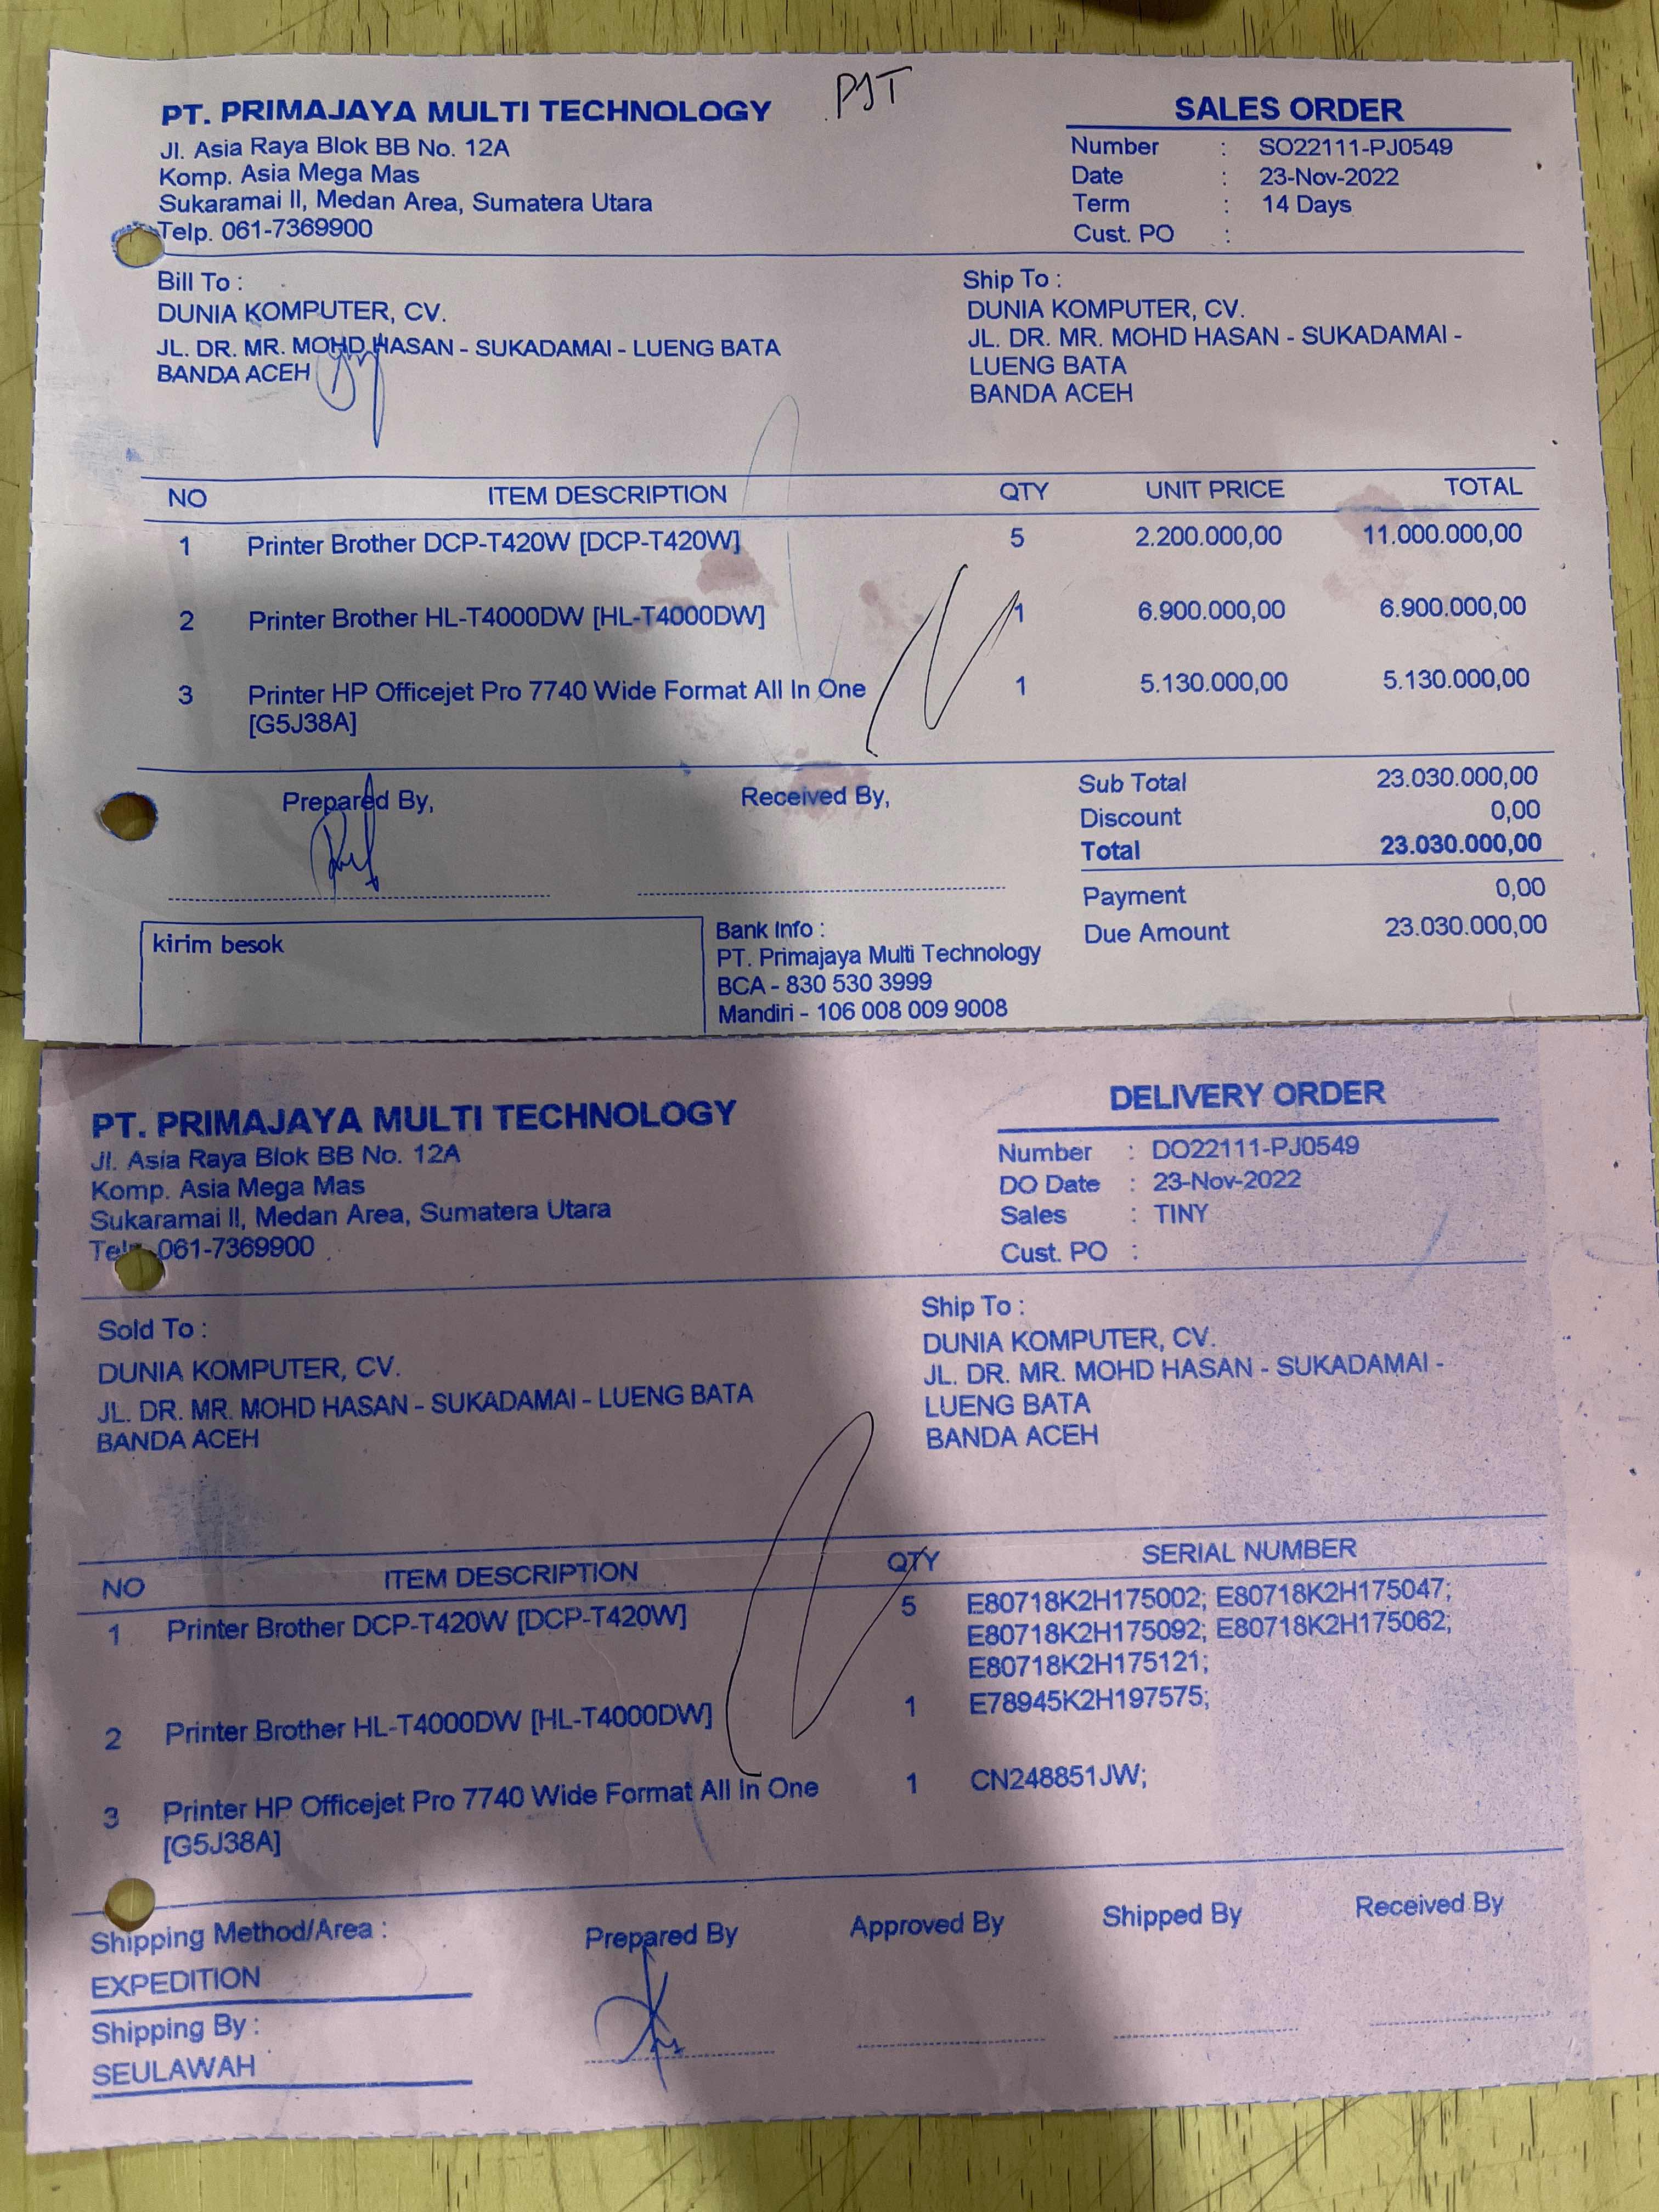 PJT
PT. PRIMAJAYA MULTI TECHNOLOGY
Jl. Asia Raya Blok BB No. 12A
Komp. Asia Mega Mas
Sukaramai II, Medan Area, Sumatera Utara
Telp. 061-7369900
SALES ORDER
Number : SO22111-PJ0549
Date : 23-Nov-2022
Term : 14 Days
Cust. PO :
Bill To :
DUNIA KOMPUTER, CV.
JL. DR. MR. MOHD HASAN - SUKADAMAI - LUENG BATA
BANDA ACEH
Ship To :
DUNIA KOMPUTER, CV.
JL. DR. MR. MOHD HASAN - SUKADAMAI -
LUENG BATA
BANDA ACEH
NO ITEM DESCRIPTION QTY UNIT PRICE TOTAL
1 Printer Brother DCP-T420W [DCP-T420W] 5 2.200.000,00 11.000.000,00
2 Printer Brother HL-T4000DW [HL-T4000DW] 1 6.900.000,00 6.900.000,00
3 Printer HP Officejet Pro 7740 Wide Format All In One 1 5.130.000,00 5.130.000,00
[G5J38A]
Prepared By,
Received By,
Sub Total 23.030.000,00
Discount 0,00
Total 23.030.000,00
Payment 0,00
Due Amount 23.030.000,00
kirim besok
Bank Info :
PT. Primajaya Multi Technology
BCA - 830 530 3999
Mandiri - 106 008 009 9008
PT. PRIMAJAYA MULTI TECHNOLOGY
Jl. Asia Raya Blok BB No. 12A
Komp. Asia Mega Mas
Sukaramai II, Medan Area, Sumatera Utara
061-7369900
DELIVERY ORDER
Number : DO22111-PJ0549
DO Date : 23-Nov-2022
Sales : TINY
Cust. PO :
Sold To :
DUNIA KOMPUTER, CV.
JL. DR. MR. MOHD HASAN - SUKADAMAI - LUENG BATA
BANDA ACEH
Ship To :
DUNIA KOMPUTER, CV.
JL. DR. MR. MOHD HASAN - SUKADAMAI -
LUENG BATA
BANDA ACEH
NO ITEM DESCRIPTION QTY SERIAL NUMBER
1 Printer Brother DCP-T420W [DCP-T420W] 5 E80718K2H175002; E80718K2H175047;
E80718K2H175092; E80718K2H175062;
E80718K2H175121;
2 Printer Brother HL-T4000DW [HL-T4000DW] 1 E78945K2H197575;
3 Printer HP Officejet Pro 7740 Wide Format All In One 1 CN248851JW;
[G5J38A]
Shipping Method/Area :
EXPEDITION
Shipping By :
SEULAWAH
Prepared By
Approved By
Shipped By
Received By